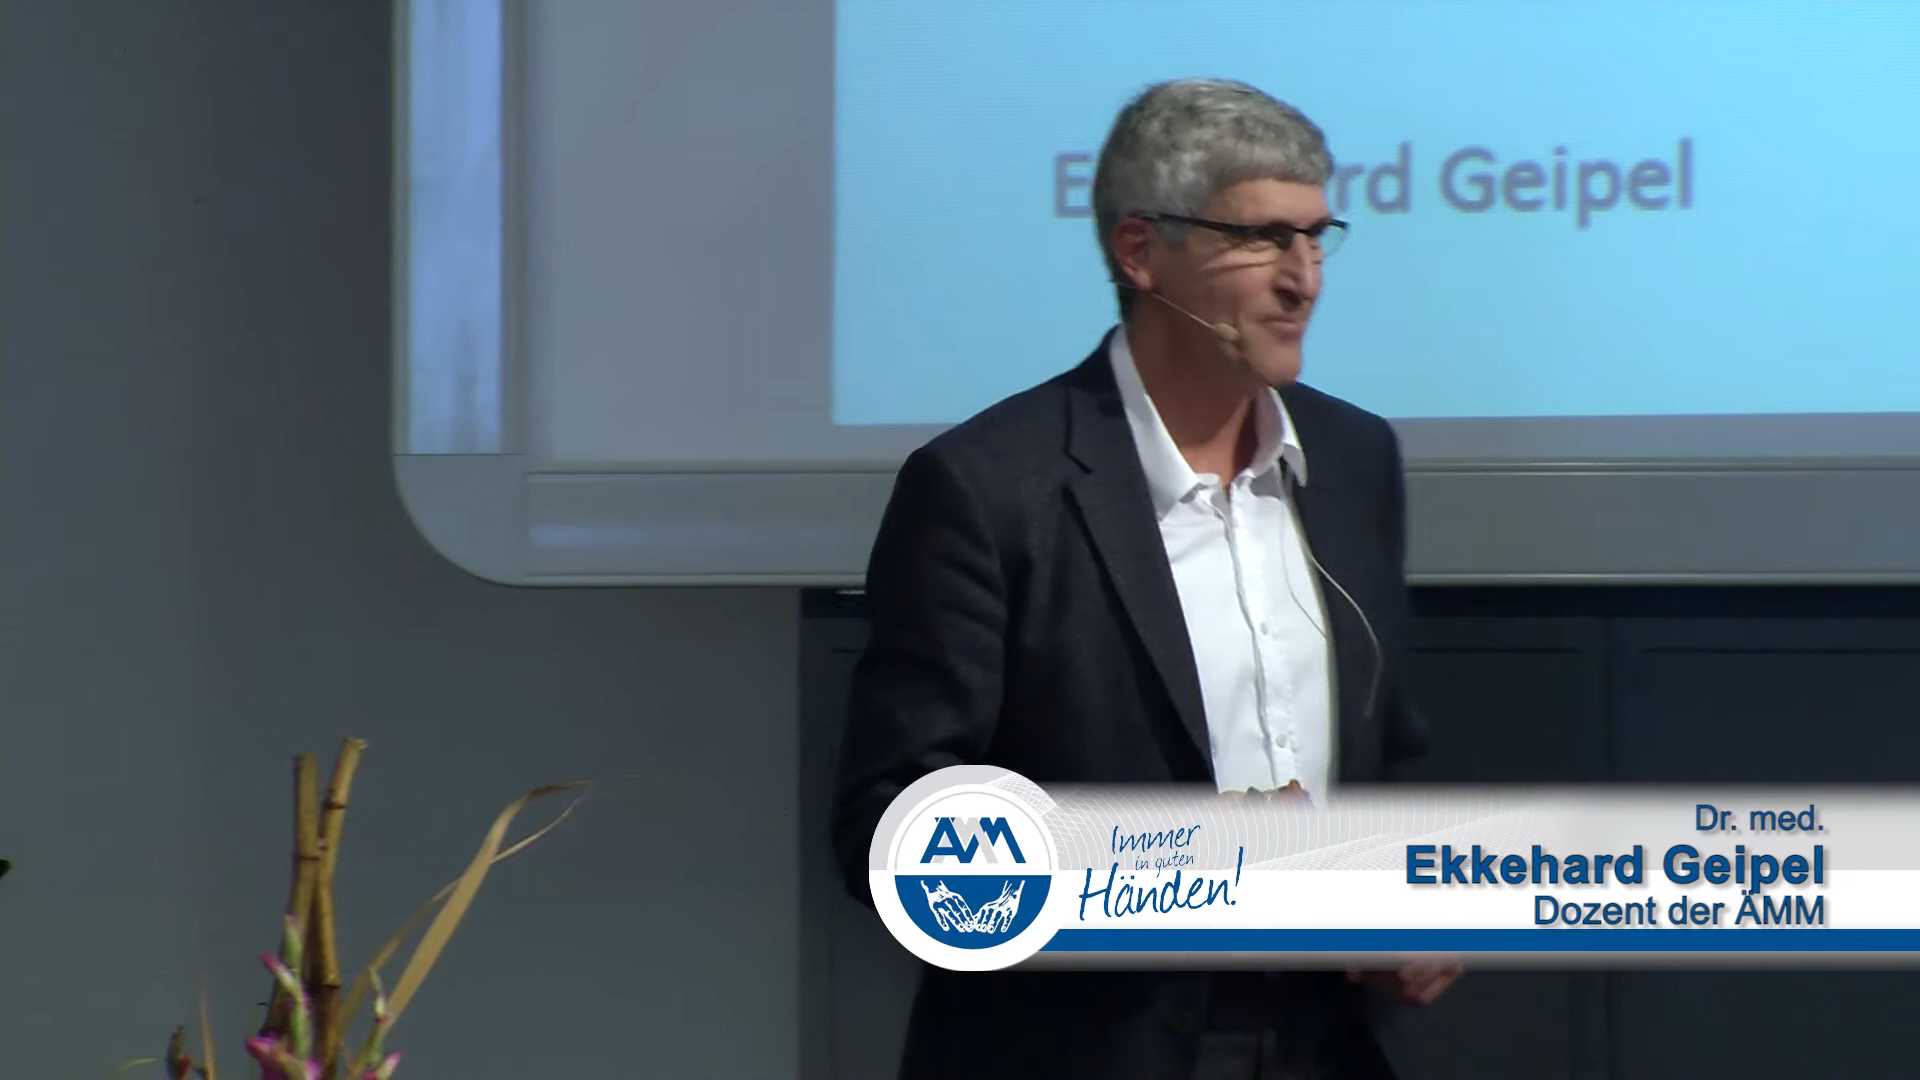 rd Geipel
ÄMM
Immer
in guten
Händen!
Dr. med.
Ekkehard Geipel
Dozent der ÄMM